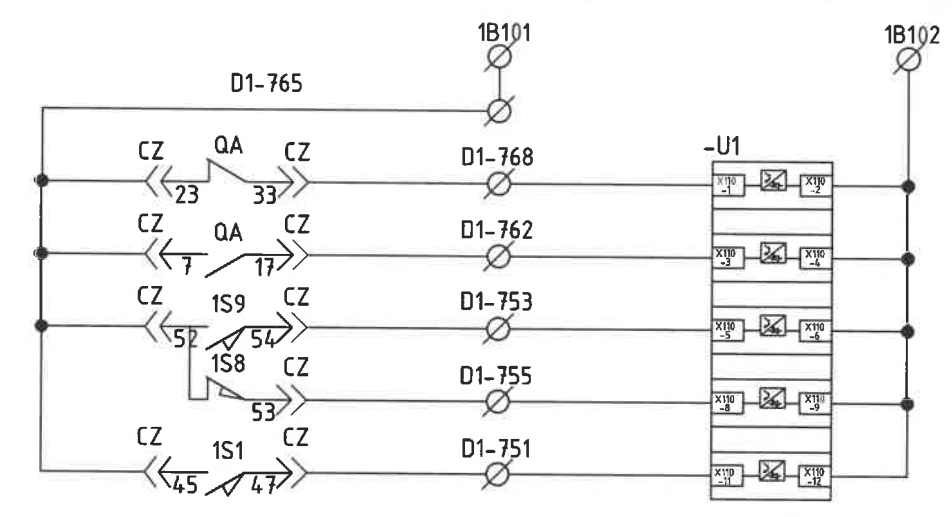 1B101
1B102
D1-765
CZ QA CZ D1-768 -U1
23 33 X110 -1 X110 -2
CZ QA CZ D1-762
7 17 X110 -3 X110 -4
CZ 1S9 CZ D1-753
52 54 X110 -5 X110 -6
1S8 CZ D1-755
53 X110 -8 X110 -9
CZ 1S1 CZ D1-751
45 47 X110 -11 X110 -12